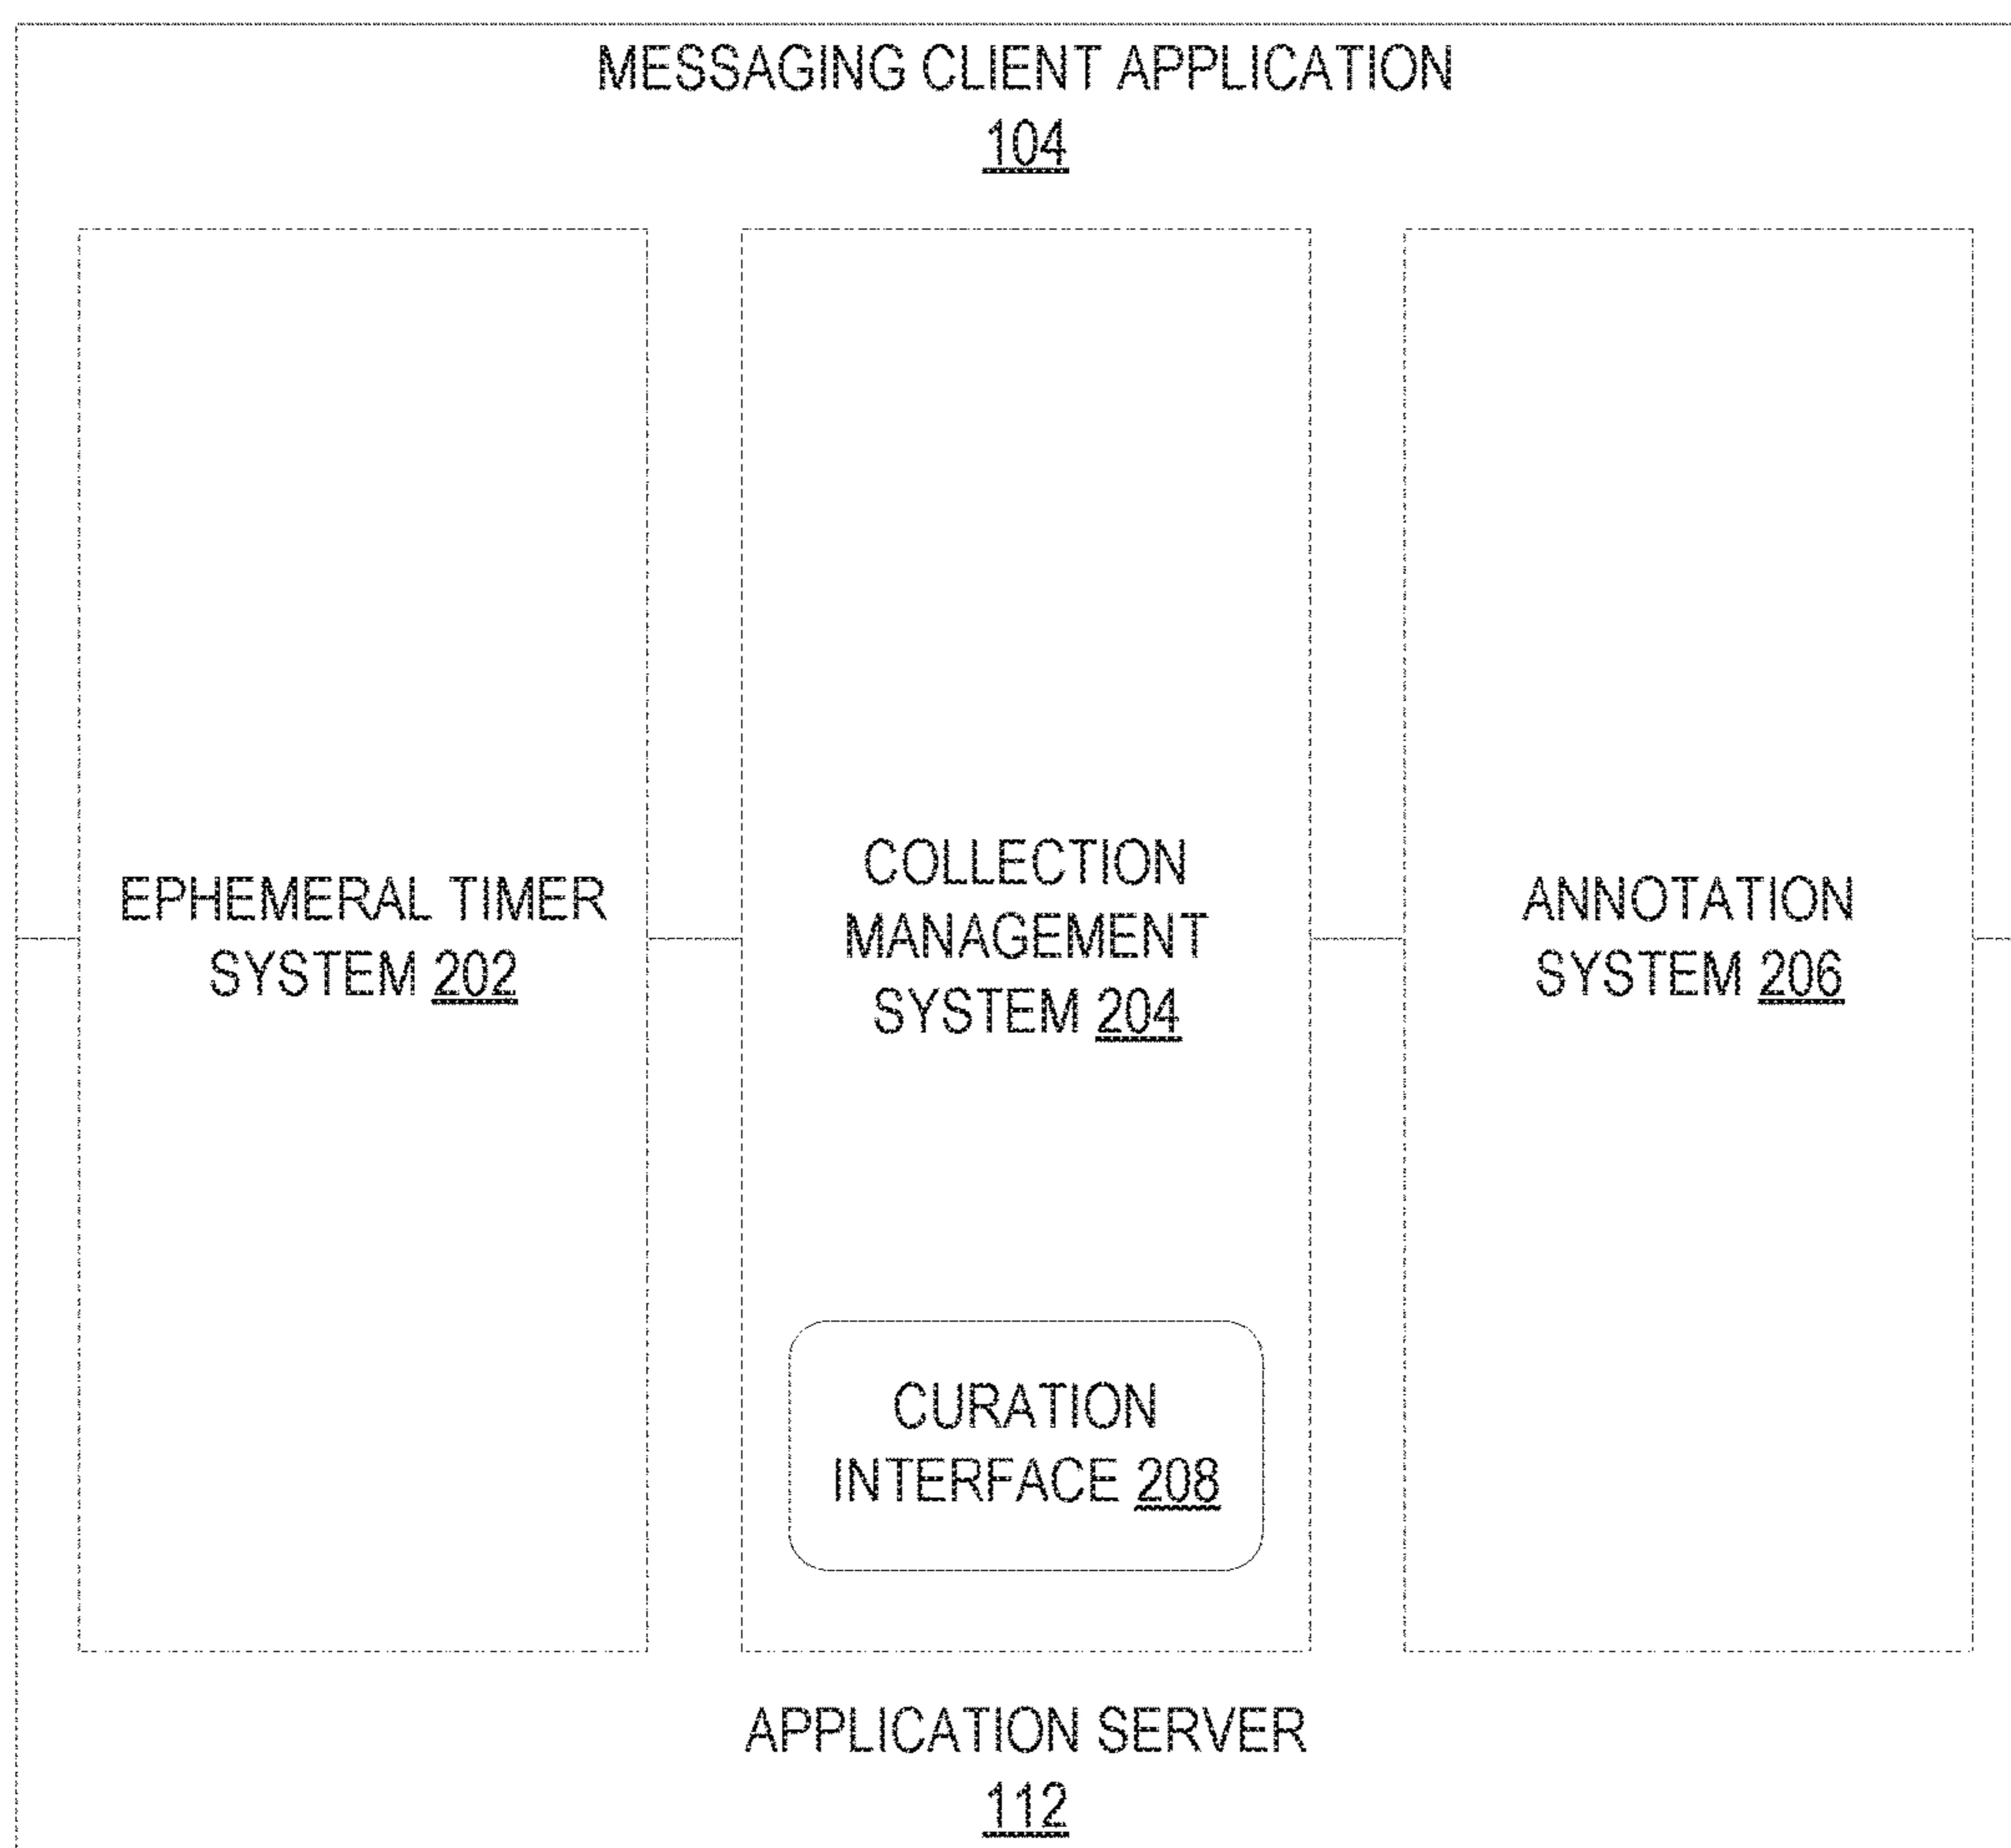 MESSAGING CLIENT APPLICATION
104
EPHEMERAL TIMER
SYSTEM 202
COLLECTION
MANAGEMENT
SYSTEM 204
CURATION
INTERFACE 208
ANNOTATION
SYSTEM 206
APPLICATION SERVER
112